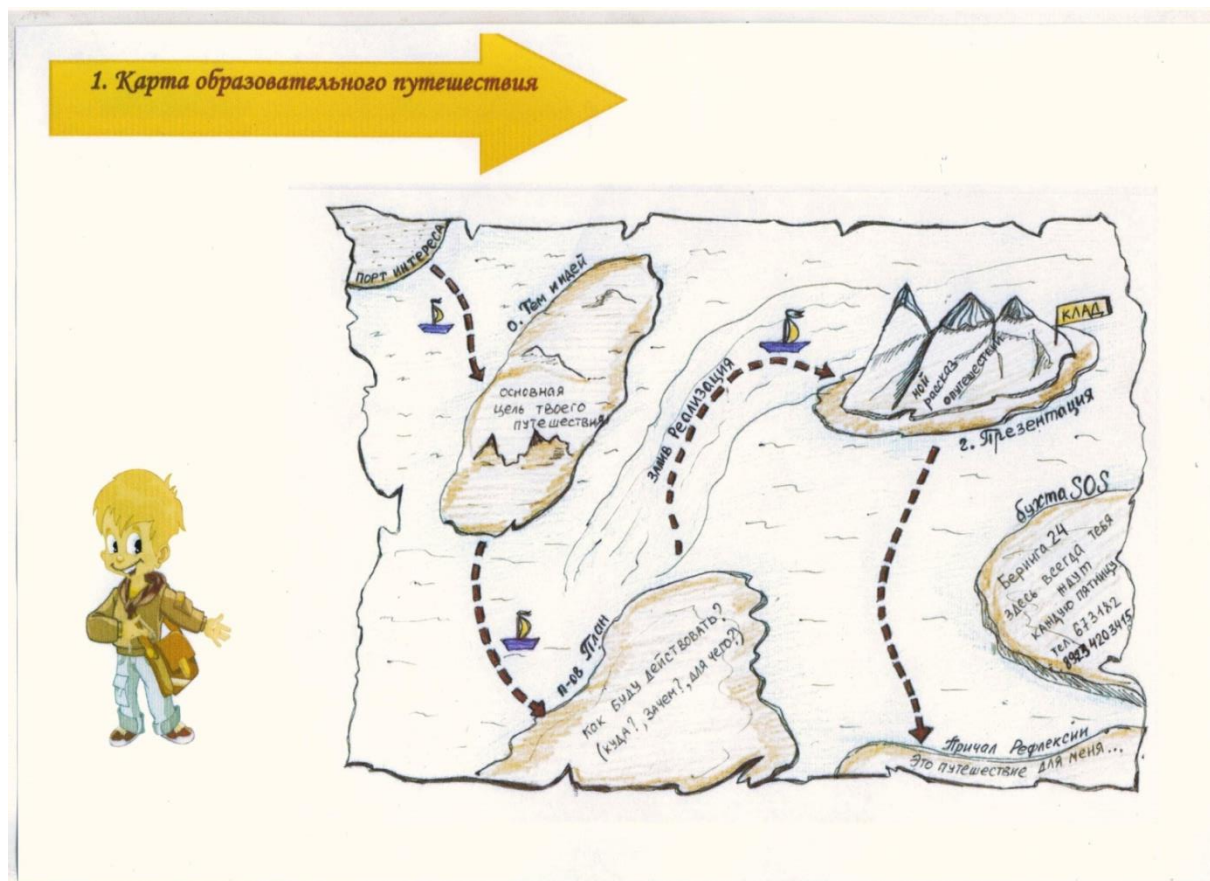 1. Карта образовательного путешествия
ПОРТ ИНТЕРЕСА
о. Тем и идей
основная
цель твоего
путешествия
п-ов План
Как буду действовать?
(куда?, зачем?, для чего?)
Залив Реализация
КЛАД
мой
рассказ
о путешествии
г. Презентация
бухта SOS
Беринга 24
здесь всегда тебя
ждут
каждую пятницу
тел. 673182
89234203415
Причал Рефлексии
Это путешествие для меня...